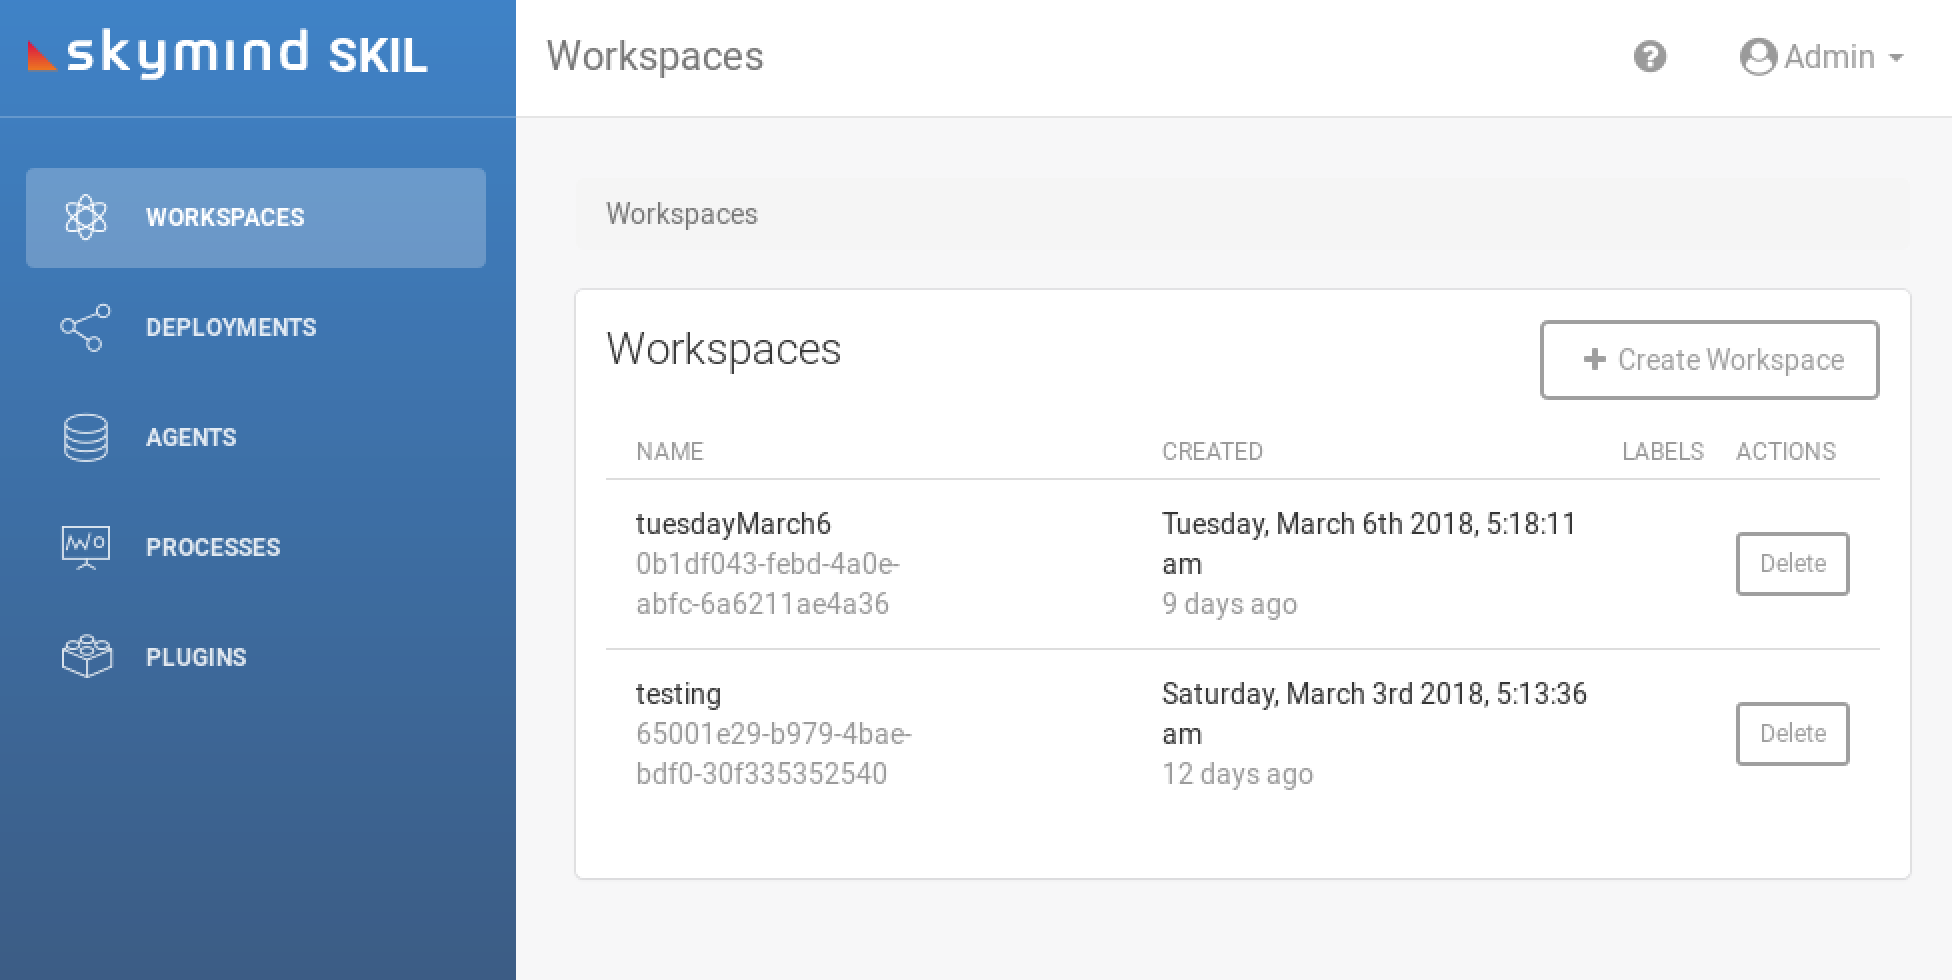 skymind SKIL
Workspaces
Admin
WORKSPACES
DEPLOYMENTS
AGENTS
PROCESSES
PLUGINS
Workspaces
Workspaces
+ Create Workspace
NAME CREATED LABELS ACTIONS
tuesdayMarch6
0b1df043-febd-4a0e-
abfc-6a6211ae4a36
Tuesday, March 6th 2018, 5:18:11
am
9 days ago
Delete
testing
65001e29-b979-4bae-
bdf0-30f335352540
Saturday, March 3rd 2018, 5:13:36
am
12 days ago
Delete